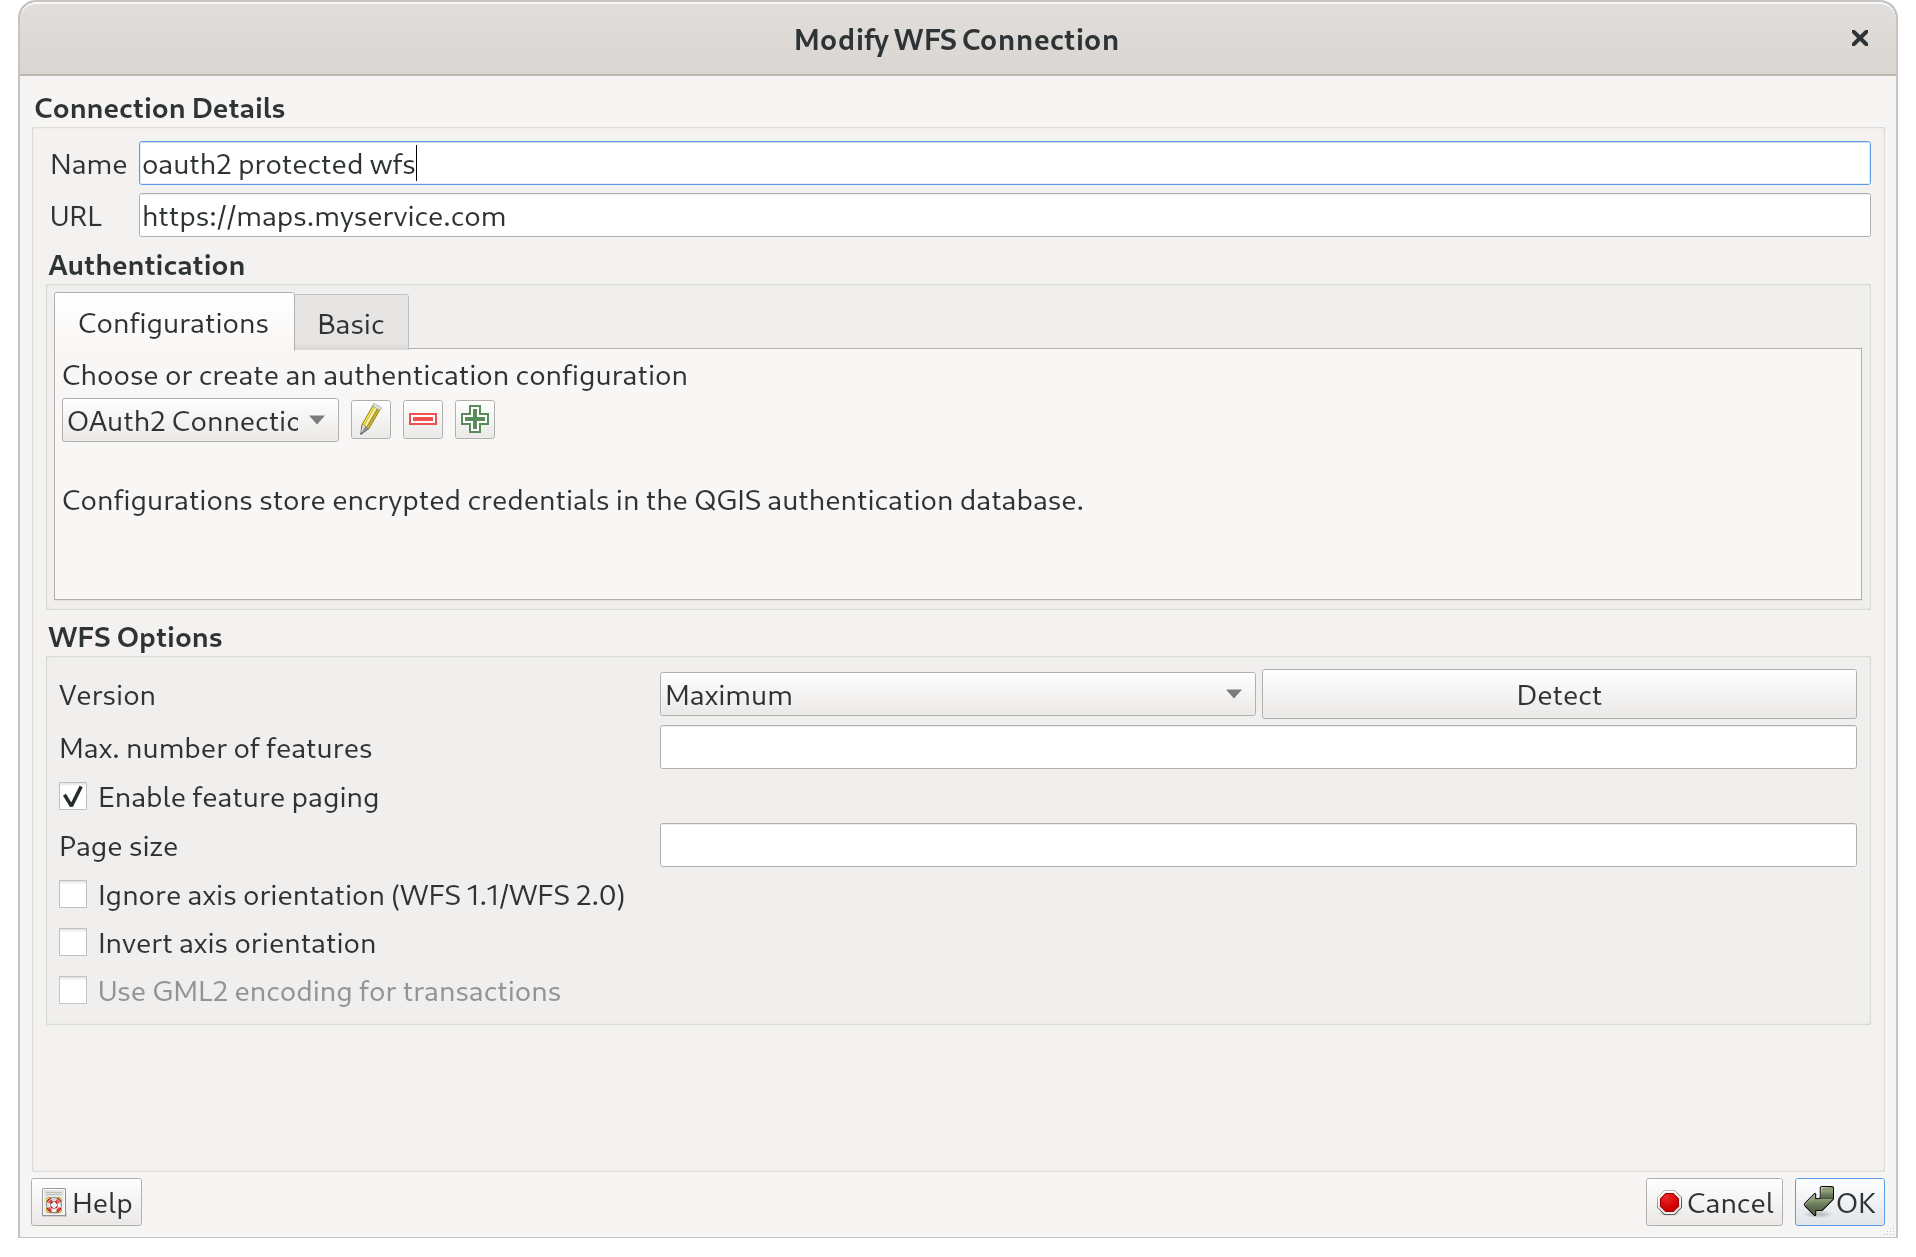 Modify WFS Connection
Connection Details
Name oauth2 protected wfs
URL https://maps.myservice.com
Authentication
Configurations Basic
Choose or create an authentication configuration
OAuth2 Connectic
Configurations store encrypted credentials in the QGIS authentication database.
WFS Options
Version Maximum Detect
Max. number of features
Enable feature paging
Page size
Ignore axis orientation (WFS 1.1/WFS 2.0)
Invert axis orientation
Use GML2 encoding for transactions
Help Cancel OK